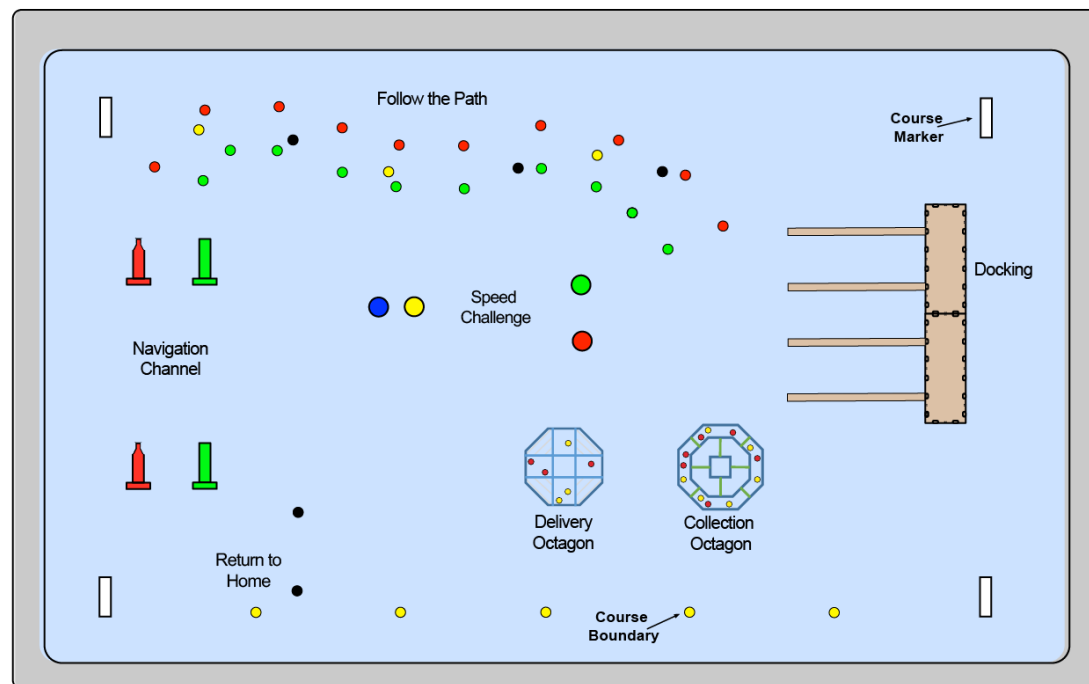 Follow the Path
Course
Marker
Docking
Speed
Challenge
Navigation
Channel
Delivery
Octagon
Collection
Octagon
Return to
Home
Course
Boundary